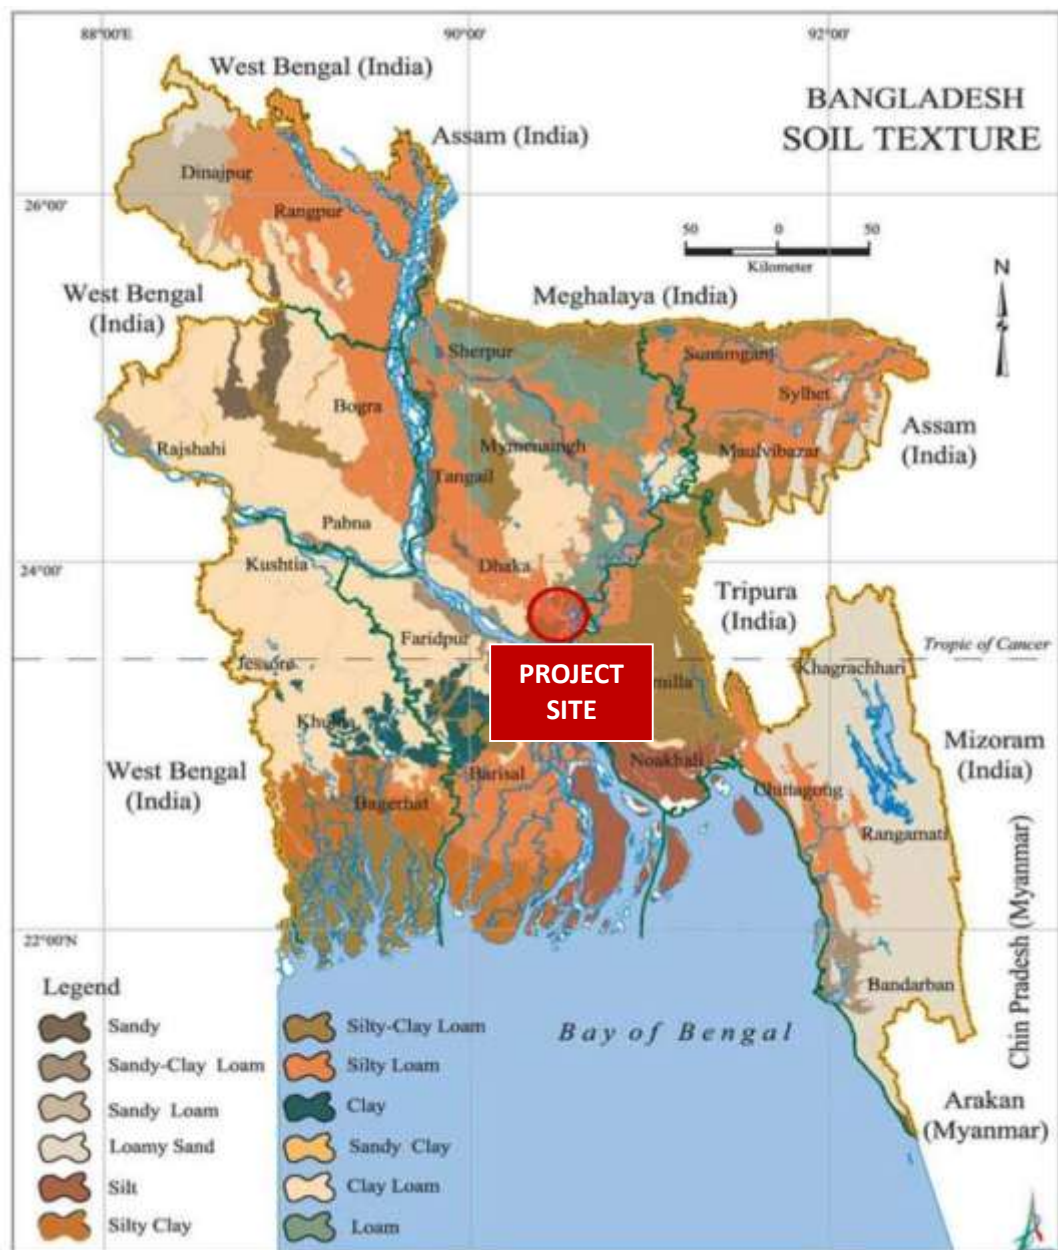 88°00'E
90°00'
92°00'
West Bengal (India)
BANGLADESH
SOIL TEXTURE
Assam (India)
Dinajpur
26°00'
Rangpur
50
0
50
Kilometer
N
West Bengal
(India)
Meghalaya (India)
Sherpur
Sunamganj
Sylhet
Bogra
Assam
(India)
Rajshahi
Mymenaingh
Maulvibazar
Tangail
Pabna
24°00'
Kushtia
Dhaka
Tripura
(India)
Faridpur
Tropic of Cancer
Jessore
PROJECT
SITE
milla
Khagrachhari
Khulna
Mizoram
(India)
West Bengal
(India)
Barisal
Noakhali
Chittagong
Bagerhat
Rangamati
Chin Pradesh (Myanmar)
22°00'N
Bandarban
Legend
Bay of Bengal
Sandy
Sandy-Clay Loam
Sandy Loam
Loamy Sand
Silt
Silty Clay
Silty-Clay Loam
Silty Loam
Clay
Sandy Clay
Clay Loam
Loam
Arakan
(Myanmar)